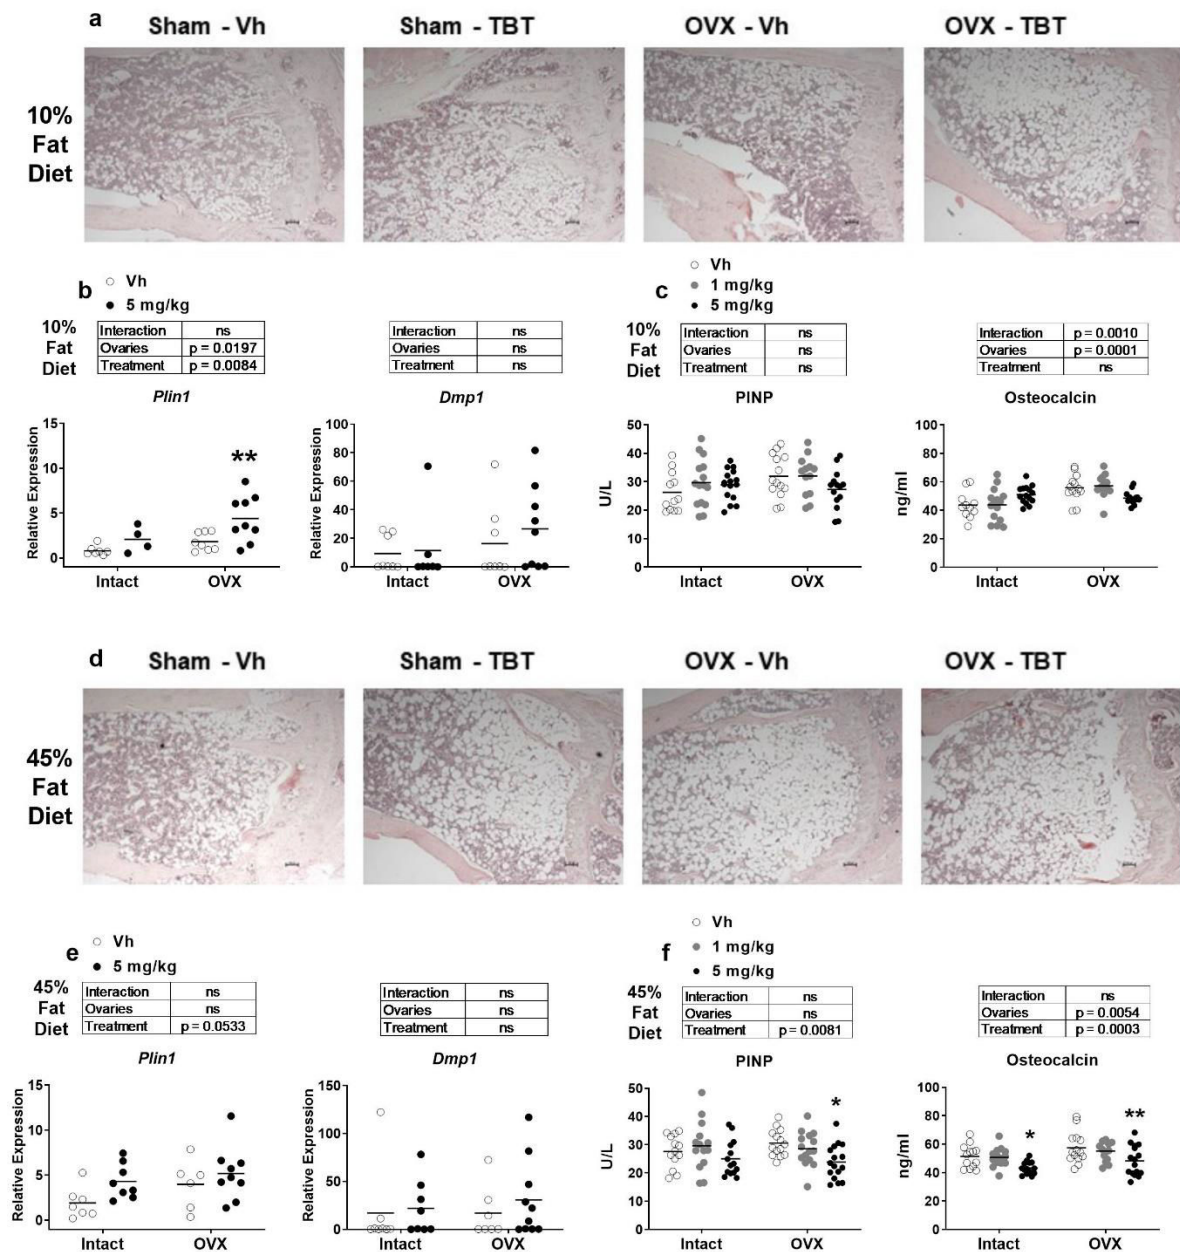 a
Sham - Vh
Sham - TBT
OVX - Vh
OVX - TBT
10%
Fat
Diet
b
Vh
5 mg/kg
10%
Fat
Diet
Interaction ns
Ovaries p = 0.0197
Treatment p = 0.0084
Plin1
Relative Expression
15
10
5
0
**
Intact
OVX
Interaction ns
Ovaries ns
Treatment ns
Dmp1
Relative Expression
100
80
60
40
20
0
Intact
OVX
c
Vh
1 mg/kg
5 mg/kg
10%
Fat
Diet
Interaction ns
Ovaries ns
Treatment ns
PINP
U/L
50
40
30
20
10
0
Intact
OVX
Interaction p = 0.0010
Ovaries p = 0.0001
Treatment ns
Osteocalcin
ng/ml
100
80
60
40
20
0
Intact
OVX
d
Sham - Vh
Sham - TBT
OVX - Vh
OVX - TBT
45%
Fat
Diet
e
Vh
5 mg/kg
45%
Fat
Diet
Interaction ns
Ovaries ns
Treatment p = 0.0533
Plin1
Relative Expression
15
10
5
0
Intact
OVX
Interaction ns
Ovaries ns
Treatment ns
Dmp1
Relative Expression
150
100
50
0
Intact
OVX
f
Vh
1 mg/kg
5 mg/kg
45%
Fat
Diet
Interaction ns
Ovaries ns
Treatment p = 0.0081
PINP
U/L
50
40
30
20
10
0
*
Intact
OVX
Interaction ns
Ovaries p = 0.0054
Treatment p = 0.0003
Osteocalcin
ng/ml
100
80
60
40
20
0
*
**
Intact
OVX